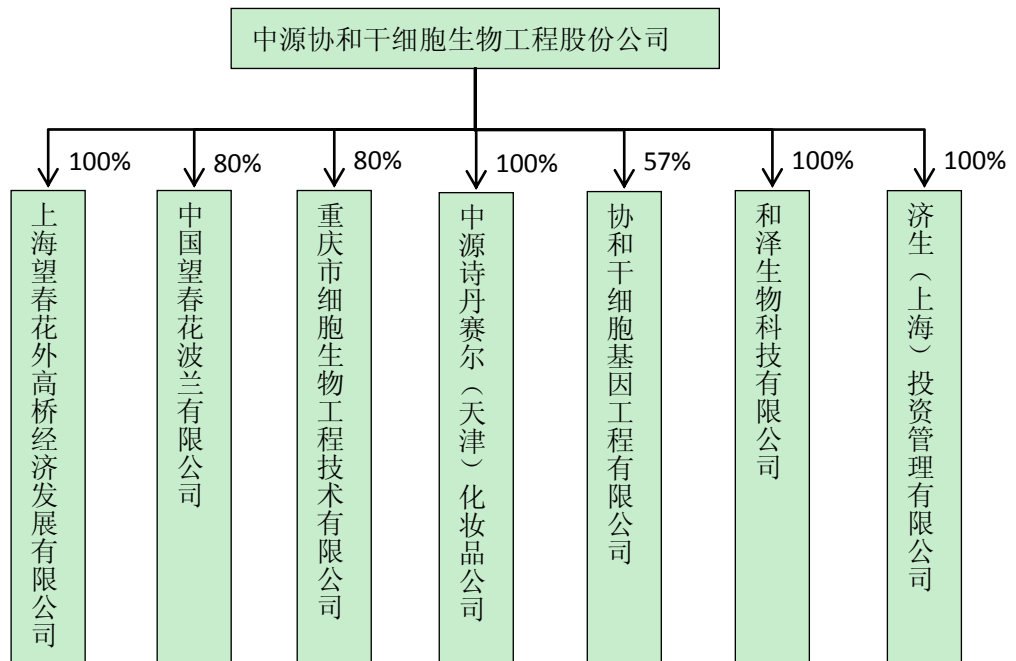 中源协和干细胞生物工程股份公司
100%
80%
80%
100%
57%
100%
100%
上海望春花外高桥经济发展有限公司
中国望春花波兰有限公司
重庆市细胞生物工程技术有限公司
中源诗丹赛尔（天津）化妆品公司
协和干细胞基因工程有限公司
和泽生物科技有限公司
济生（上海）投资管理有限公司